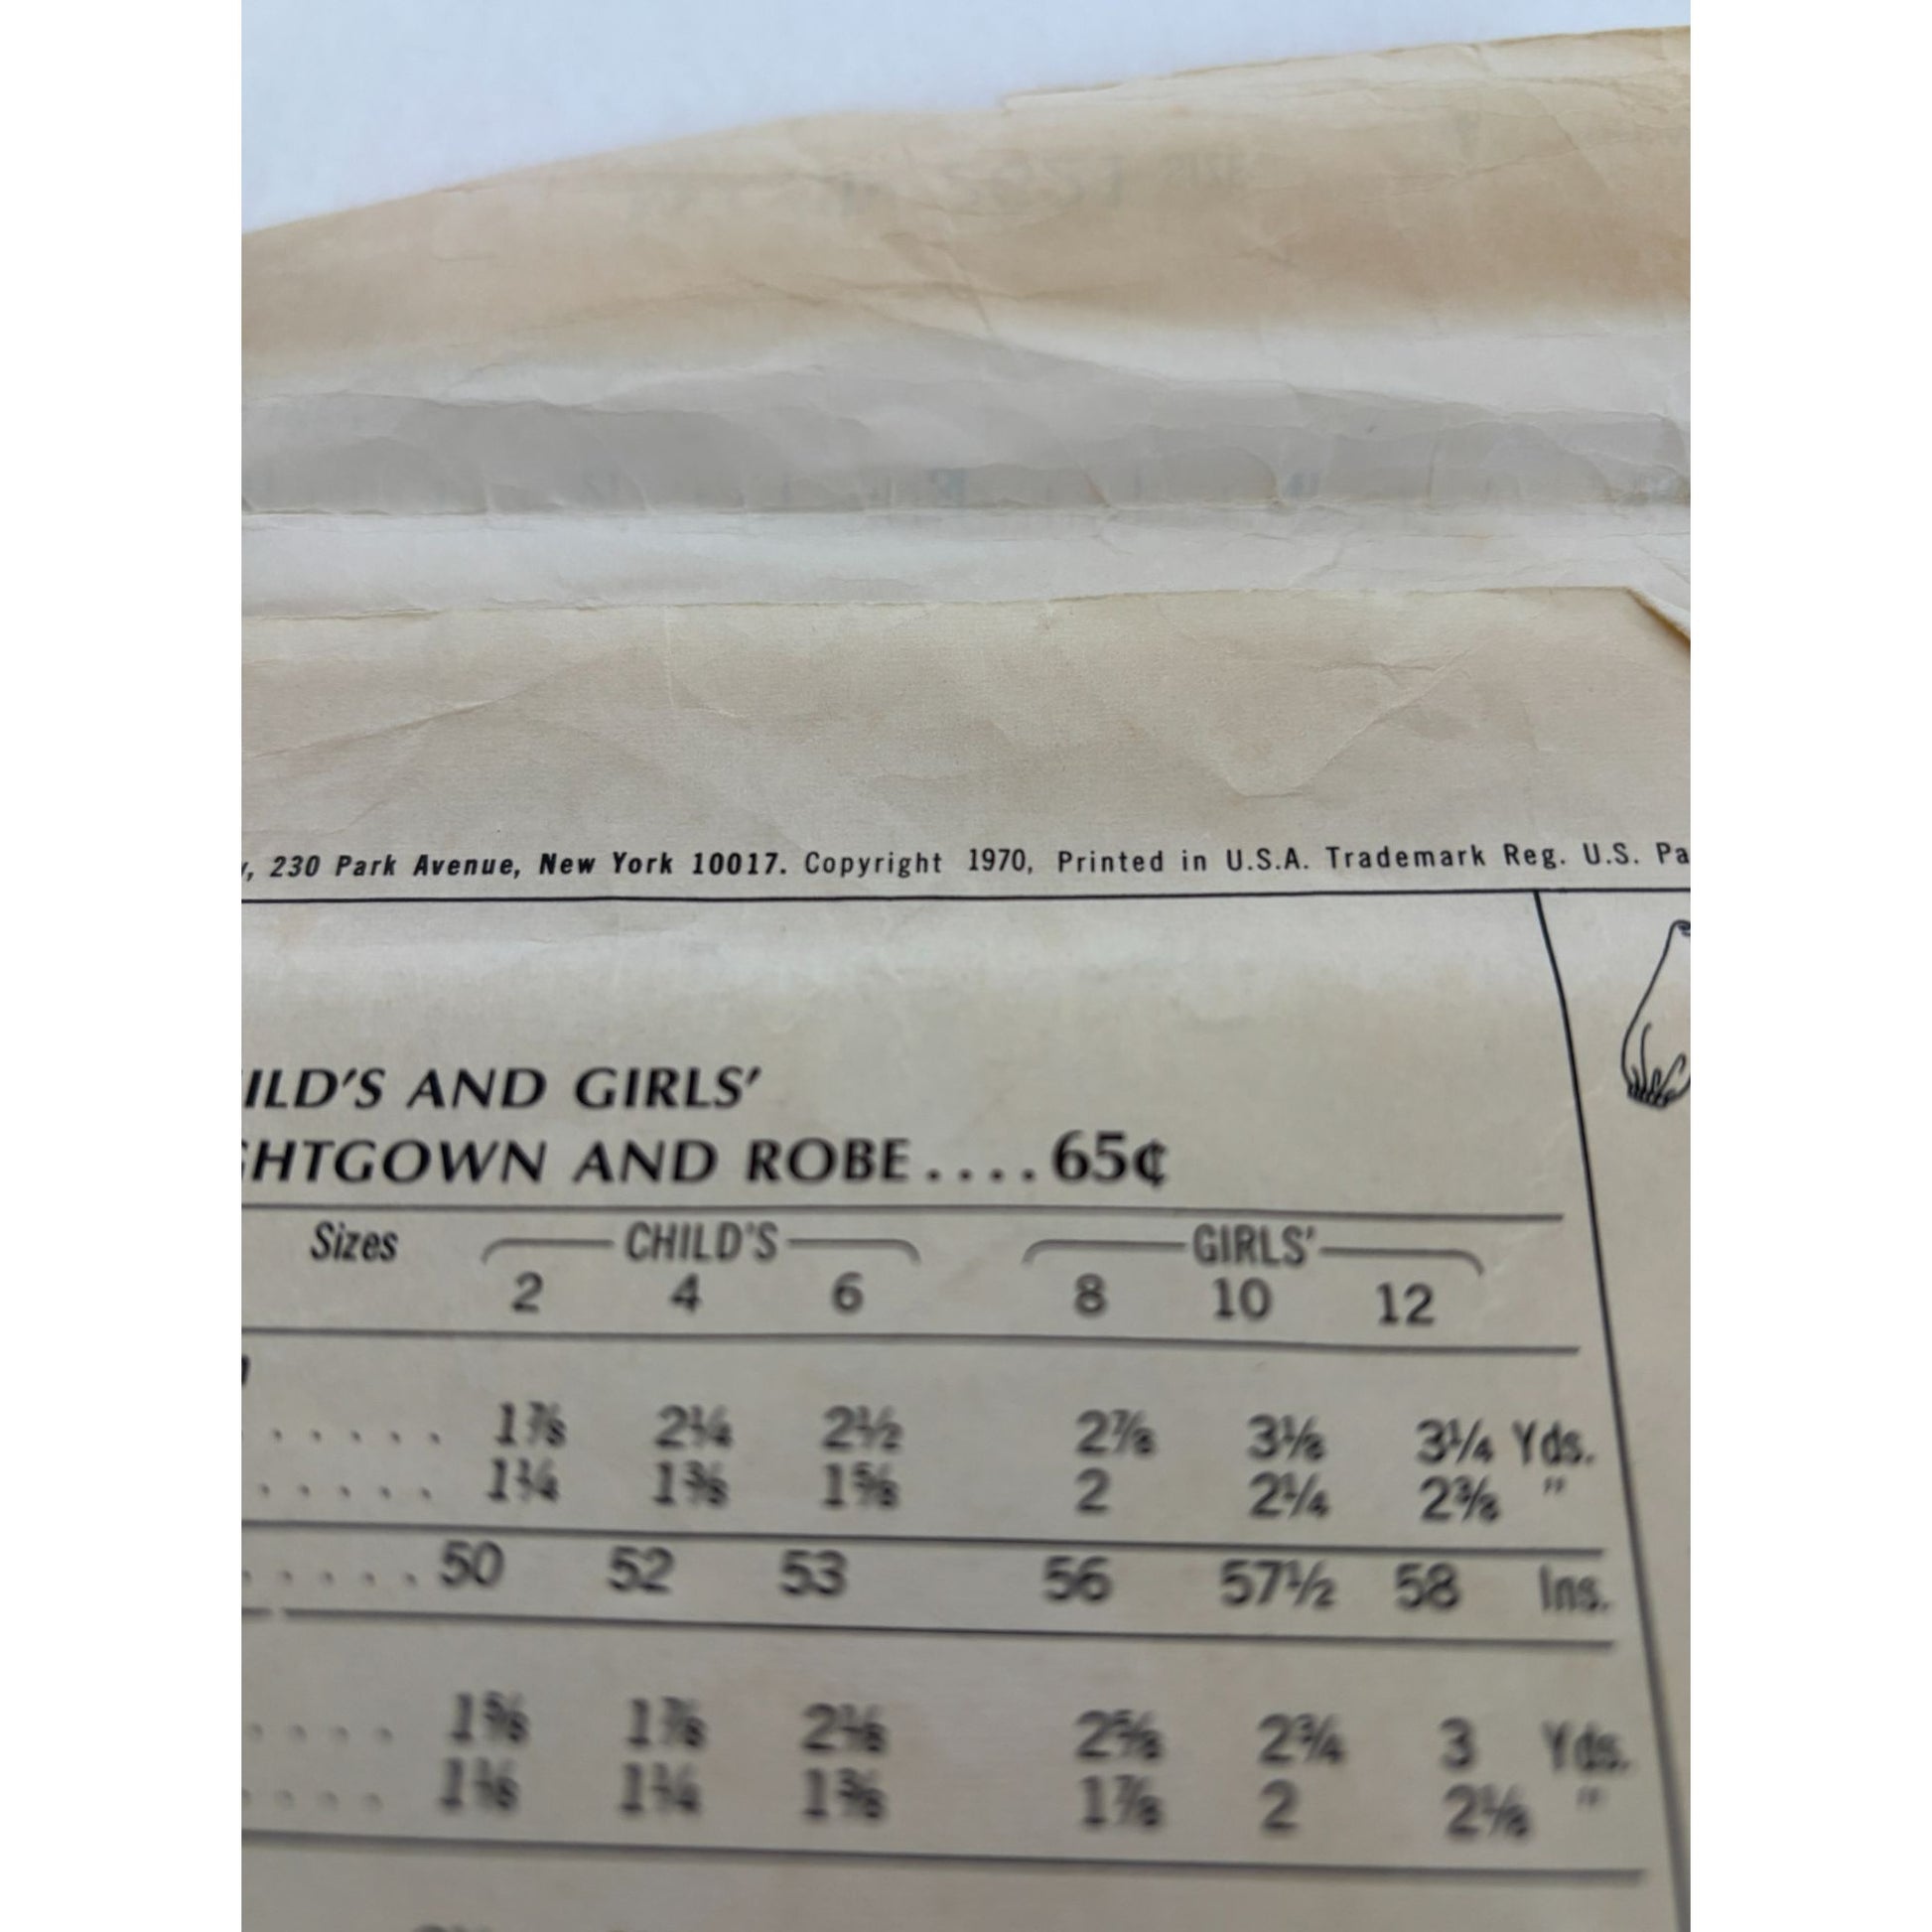 , 230 Park Avenue, New York 10017. Copyright 1970, Printed in U.S.A. Trademark Reg. U.S. Pa
ILD'S AND GIRLS'
GHTGOWN AND ROBE....65¢
Sizes CHILD'S GIRLS'
2 4 6 8 10 12
..... 1⅞ 2¼ 2½ 2⅞ 3⅛ 3¼ Yds.
..... 1¼ 1⅜ 1⅝ 2 2¼ 2⅜ "
..... 50 52 53 56 57½ 58 Ins.
.... 1⅝ 1⅞ 2⅛ 2⅝ 2¾ 3 Yds.
.... 1⅛ 1¼ 1⅜ 1⅞ 2 2⅛ "